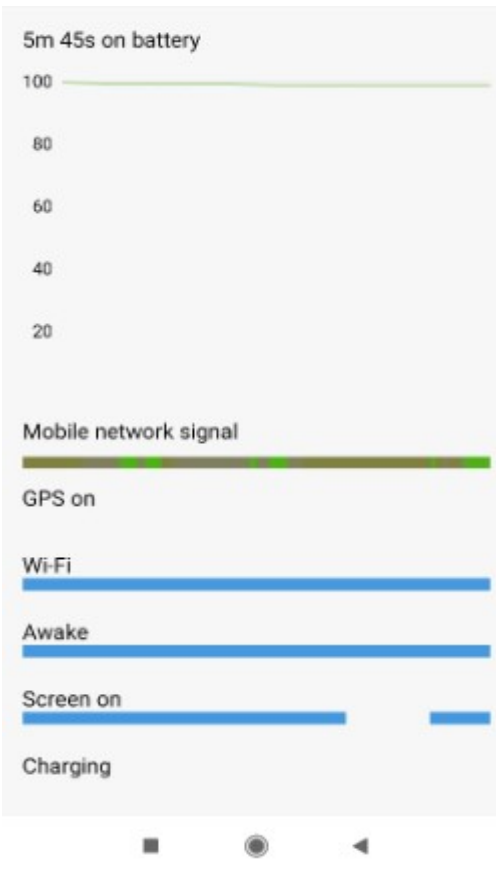 5m 45s on battery
100
80
60
40
20
Mobile network signal
GPS on
Wi-Fi
Awake
Screen on
Charging